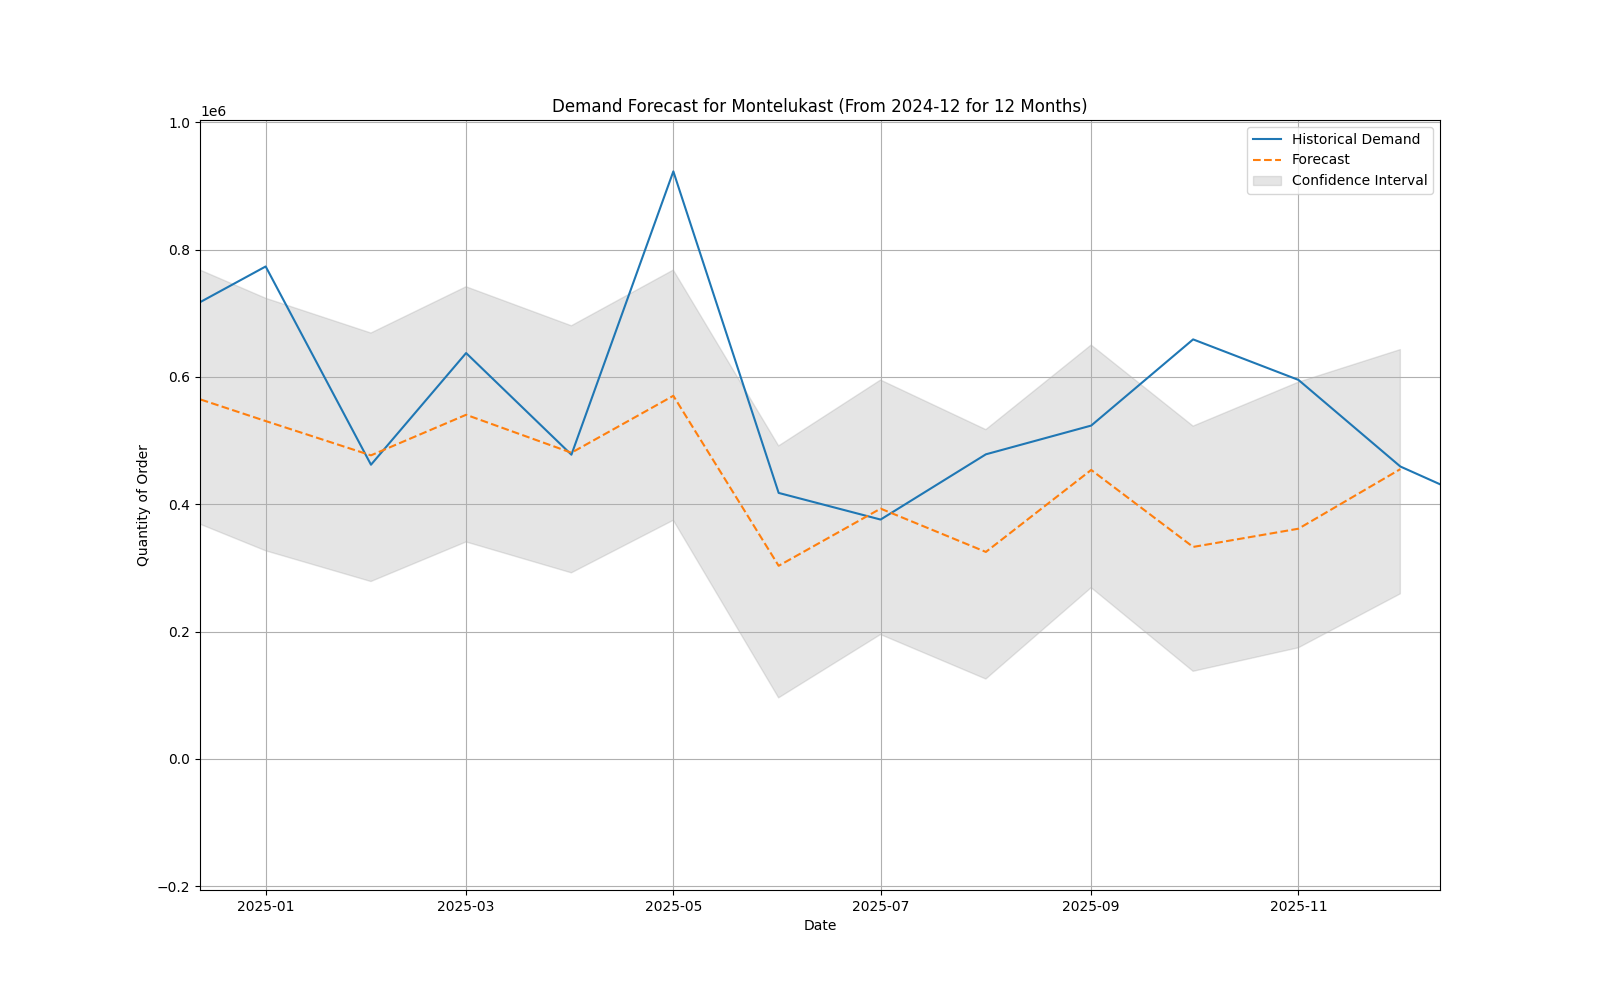 Demand Forecast for Montelukast (From 2024-12 for 12 Months)
1e6
1.0
0.8
0.6
0.4
0.2
0.0
−0.2
Quantity of Order
Historical Demand
Forecast
Confidence Interval
2025-01 2025-03 2025-05 2025-07 2025-09 2025-11
Date